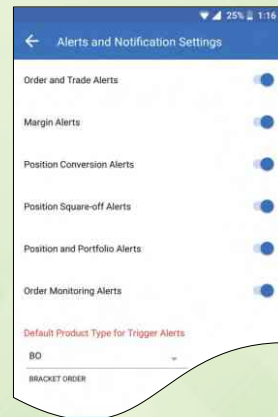 25% 1:16
Alerts and Notification Settings
Order and Trade Alerts
Margin Alerts
Position Conversion Alerts
Position Square-off Alerts
Position and Portfolio Alerts
Order Monitoring Alerts
Default Product Type for Trigger Alerts
BO
BRACKET ORDER